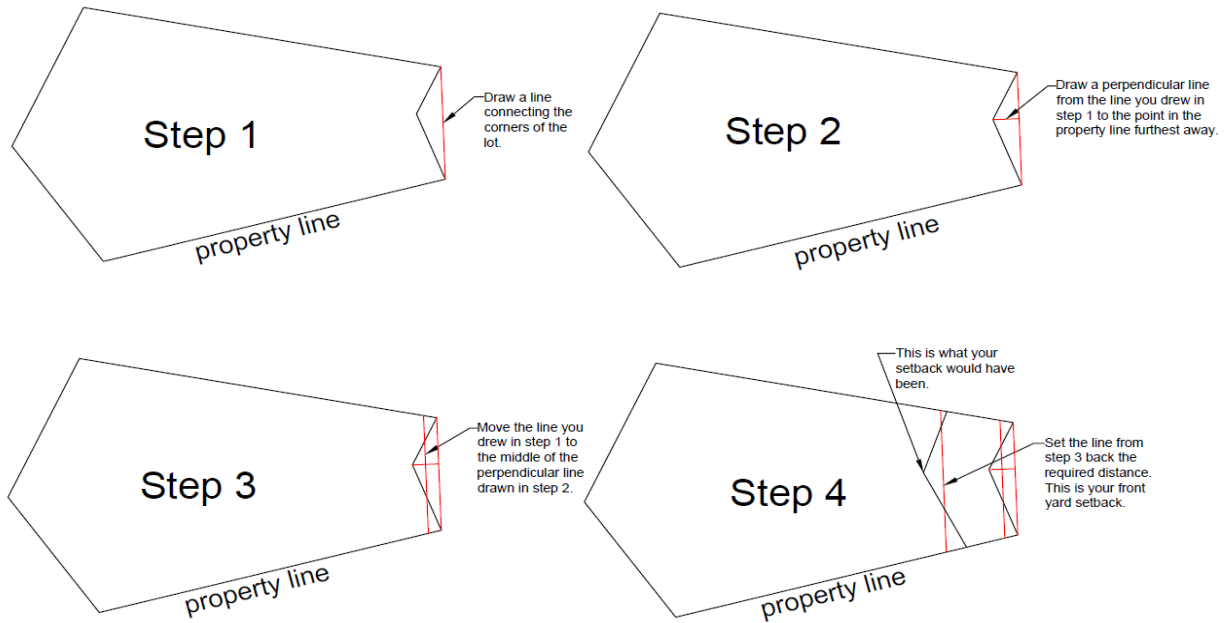 Step 1
Draw a line
connecting the
corners of the
lot.
property line
Step 2
Draw a perpendicular line
from the line you drew in
step 1 to the point in the
property line furthest away.
property line
Step 3
Move the line you
drew in step 1 to
the middle of the
perpendicular line
drawn in step 2.
property line
This is what your
setback would have
been.
Step 4
Set the line from
step 3 back the
required distance.
This is your front
yard setback.
property line